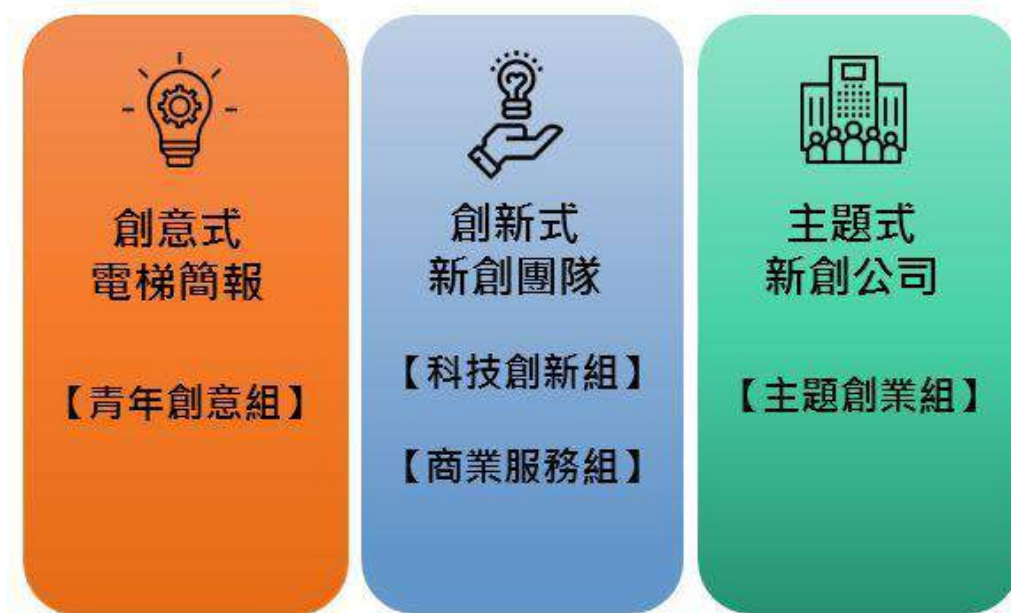 創意式
電梯簡報
【青年創意組】
創新式
新創團隊
【科技創新組】
【商業服務組】
主題式
新創公司
【主題創業組】